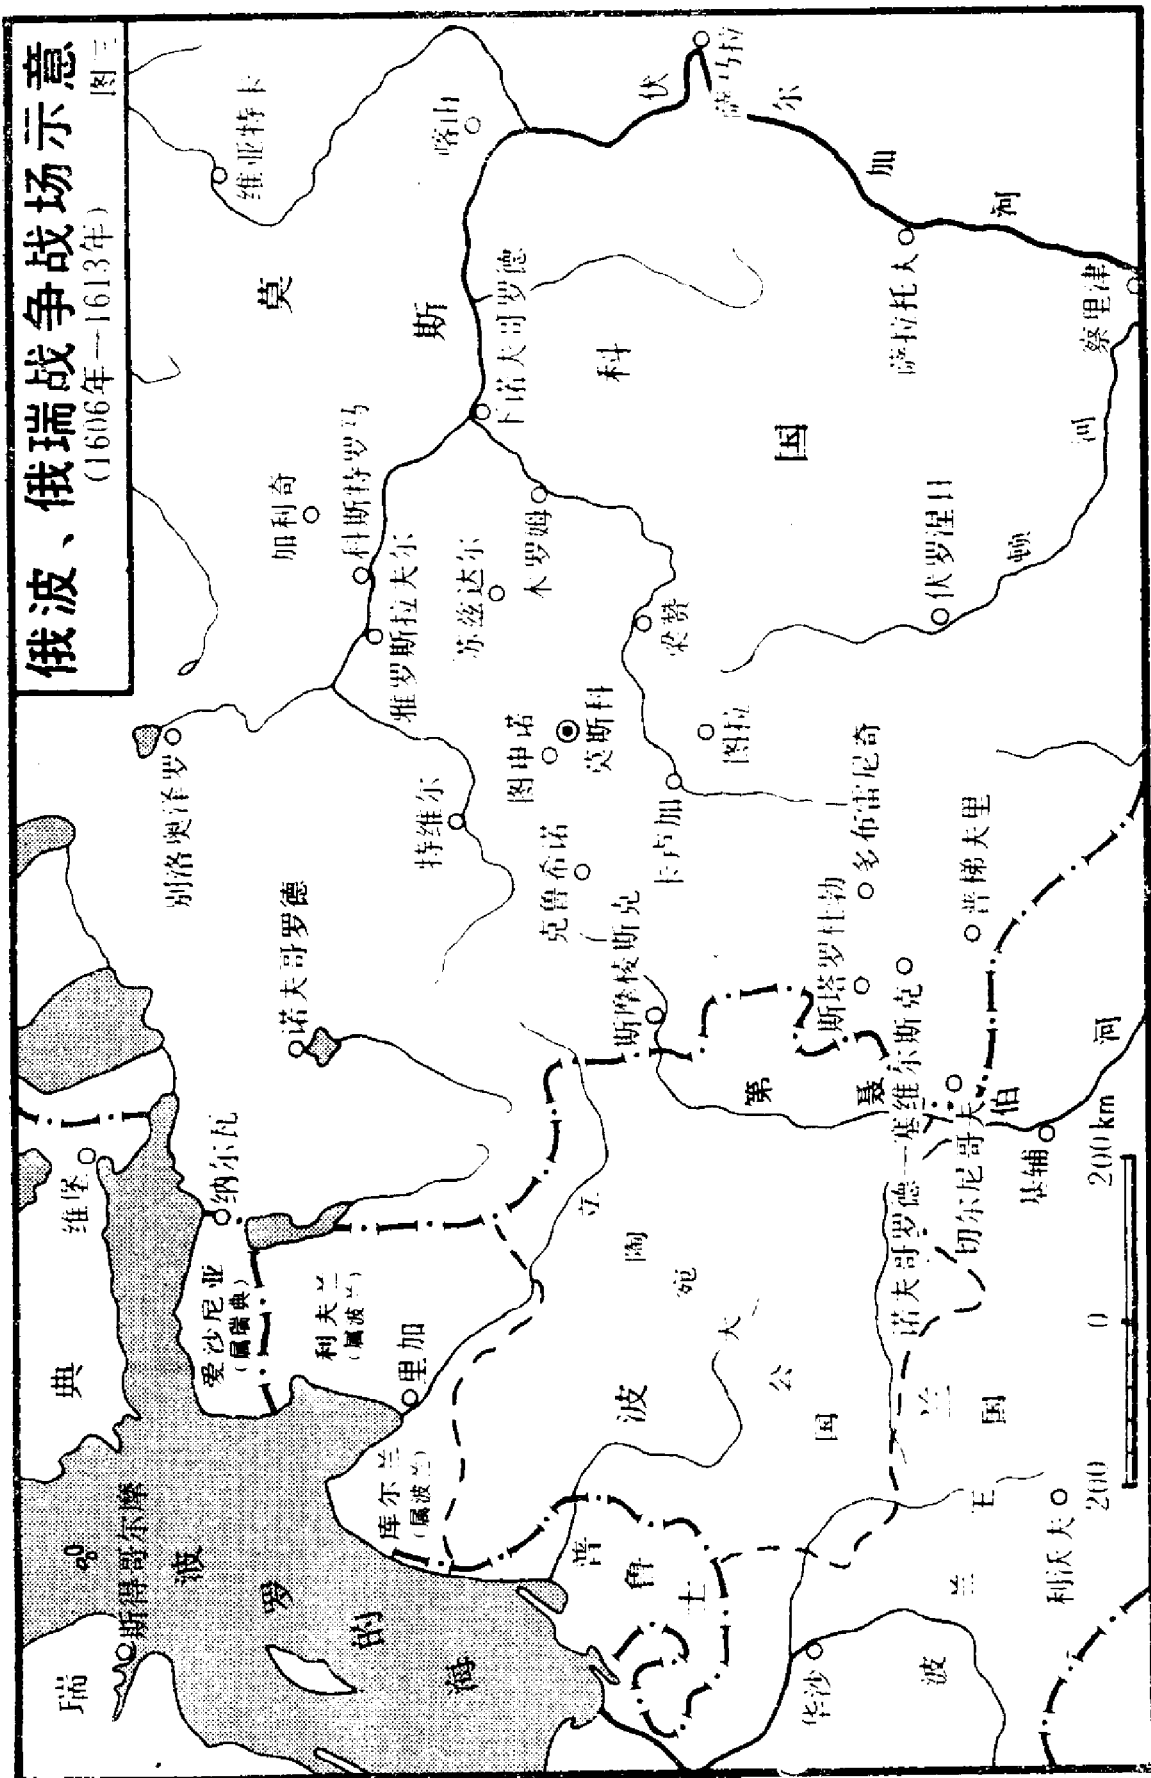 俄波、俄瑞战争战场示意
(1606年—1613年)
图三
瑞
典
斯得哥尔摩
维堡
波
罗
的
海
爱沙尼亚
(属瑞典)
纳尔瓦
利夫兰
(属波兰)
里加
库尔兰
(属波兰)
诺夫哥罗德
别洛奥泽罗
特维尔
雅罗斯拉夫尔
科斯特罗马
加利奇
维亚特卡
喀山
苏兹达尔
木罗姆
下诺夫哥罗德
莫
斯
科
国
图申诺
莫斯科
克鲁希诺
卡卢加
图拉
梁赞
斯摩棱斯克
多布雷尼奇
斯塔罗杜勃
普梯夫里
诺夫哥罗德—塞维尔斯克
切尔尼哥夫
基辅
伏罗涅日
萨马拉
萨拉托夫
察里津
伏
尔
加
河
顿
河
第
聂
伯
河
立
陶
宛
大
公
国
波
兰
国
普
鲁
士
华沙
波
兰
王
利沃夫
200
0
200km